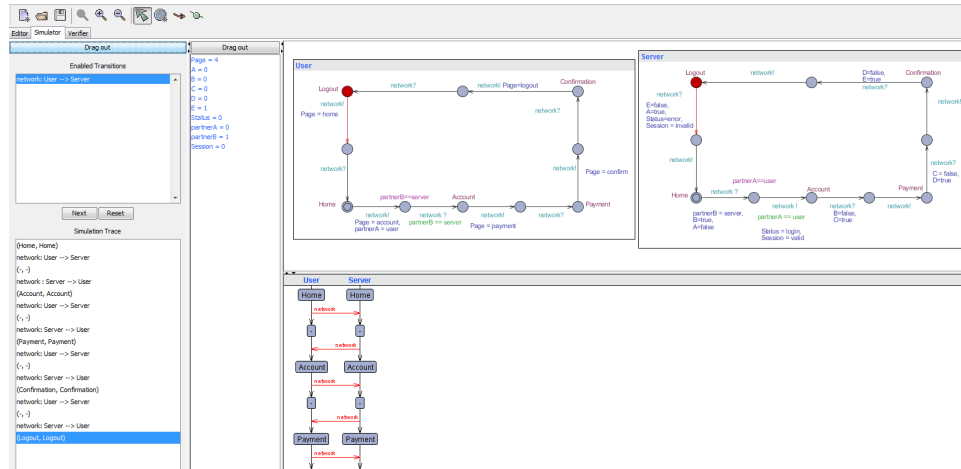 Editor Simulator Verifier
Drag out
Enabled Transitions
network: User --> Server
Next Reset
Simulation Trace
(Home, Home)
network: User --> Server
(-, -)
network : Server --> User
(Account, Account)
network: User --> Server
(-, -)
network: Server --> User
(Payment, Payment)
network: User --> Server
(-, -)
network: Server --> User
(Confirmation, Confirmation)
network: User --> Server
(-, -)
network: Server --> User
(Logout, Logout)
Drag out
Page = 4
A = 0
B = 0
C = 0
D = 0
E = 1
Status = 0
partnerA = 0
partnerB = 1
Session = 0
User
Logout
network?
network! Page=logout
Confirmation
network!
Page = home
network?
network?
network!
Page = confirm
Home
partnerB==server
Account
Payment
network!
Page = account,
partnerA = user
network ?
partnerB == server
network!
Page = payment
network?
Server
Logout
network!
D=false,
E=true
network?
Confirmation
network?
network!
E=false,
A=true,
Status=error,
Session = invalid
network!
network?
C = false,
D=true
partnerA==user
Home
network ?
Account
Payment
partnerB = server,
B=true,
A=false
network !
partnerA == user
Status = login,
Session = valid
network?
B=false,
C=true
network!
User Server
Home Home
network
- -
network
Account Account
network
- -
network
Payment Payment
network